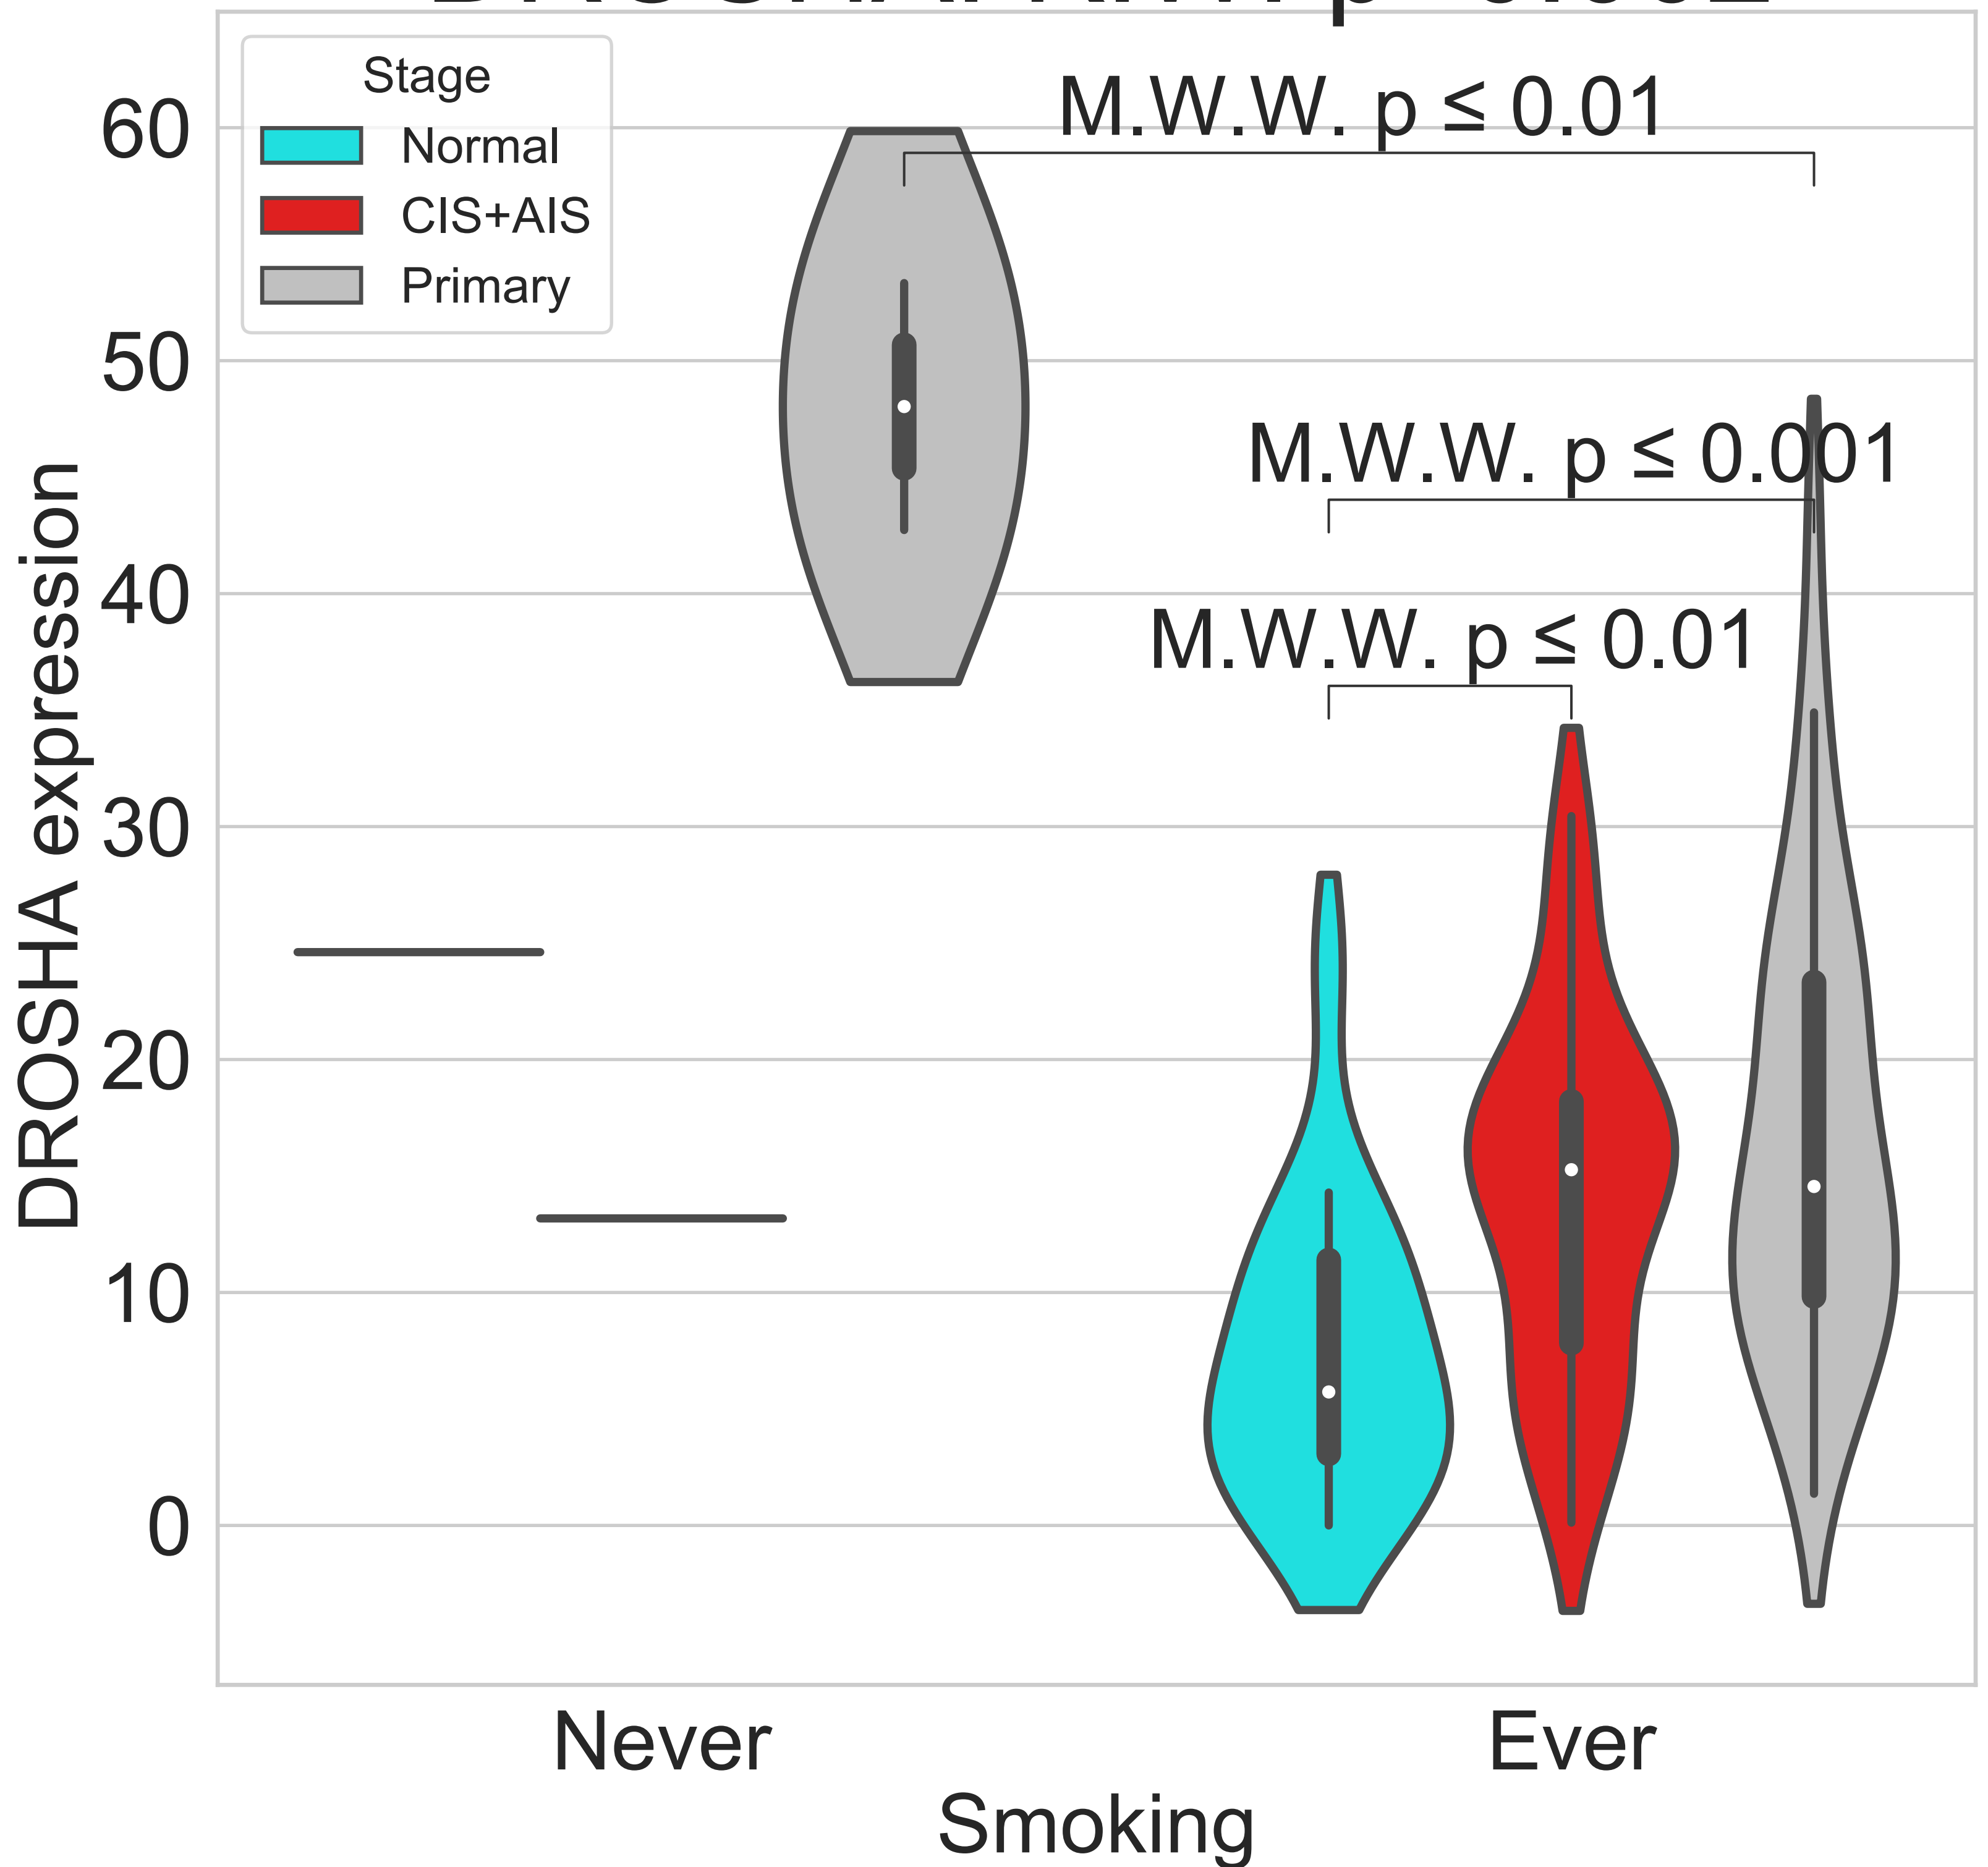 Stage
Normal
CIS+AIS
Primary
M.W.W. p ≤ 0.01
M.W.W. p ≤ 0.001
M.W.W. p ≤ 0.01
60
50
40
30
20
10
0
DROSHA expression
Never
Ever
Smoking